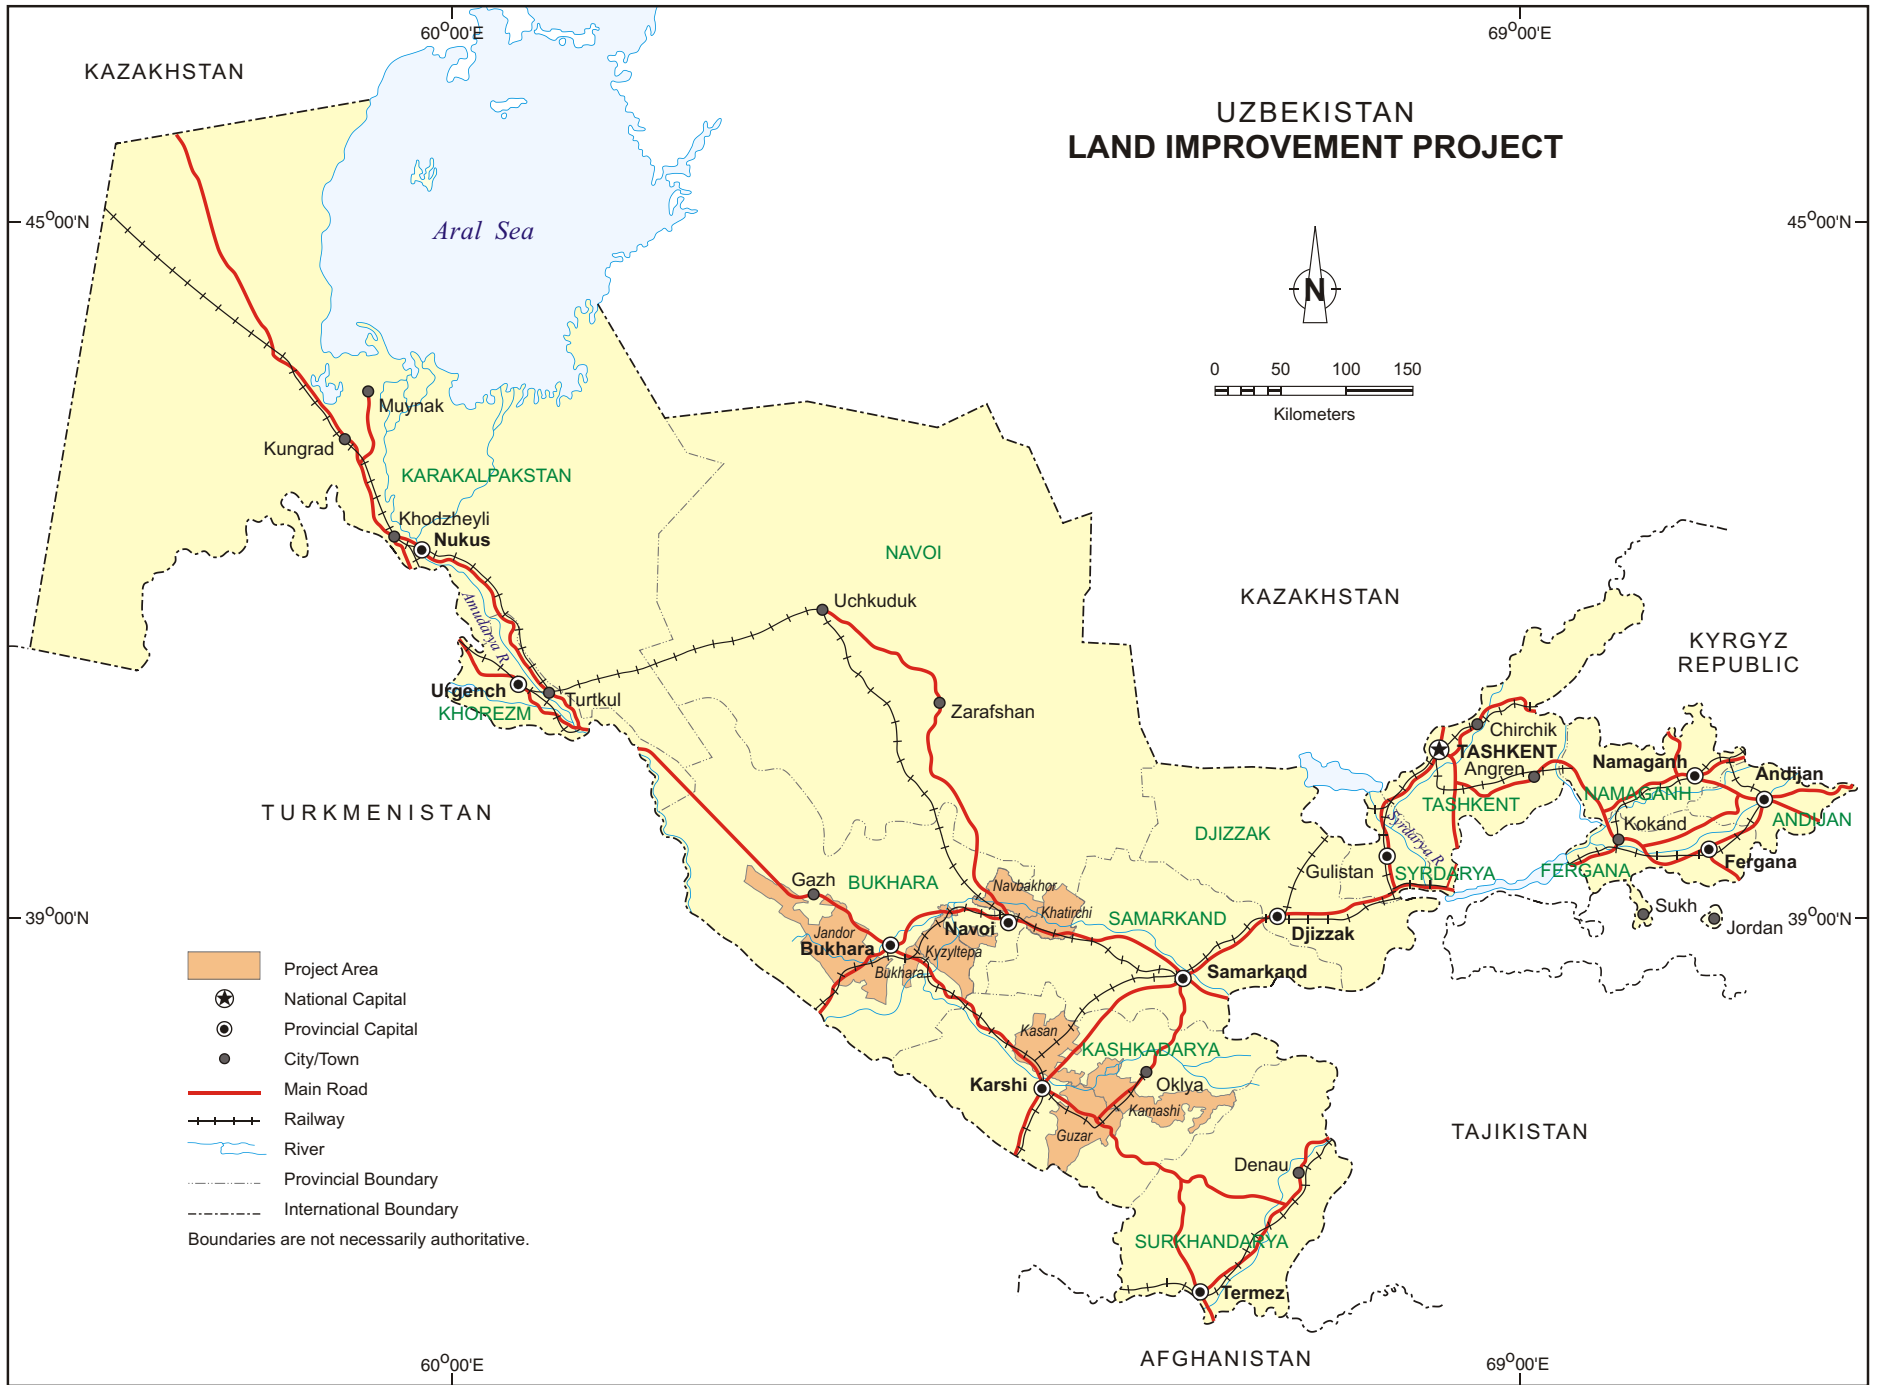 60°00'E
69°00'E
KAZAKHSTAN
UZBEKISTAN
LAND IMPROVEMENT PROJECT
45°00'N
45°00'N
Aral Sea
N
0 50 100 150
Kilometers
Muynak
Kungrad
KARAKALPAKSTAN
Khodzheyli
Nukus
NAVOI
KAZAKHSTAN
Uchkuduk
Amudarya R.
KYRGYZ
REPUBLIC
Urgench
Turtkul
KHOREZM
Zarafshan
Chirchik
TASHKENT
Angren
Namaganh
Andijan
TASHKENT
NAMAGANH
TURKMENISTAN
ANDIJAN
Syrdarya R.
Kokand
DJIZZAK
Fergana
Gulistan
SYRDARYA
FERGANA
Gazh
BUKHARA
Navbakhor
Khatirchi
SAMARKAND
Sukh
39°00'N
39°00'N
Jordan
Jandor
Navoi
Djizzak
Bukhara
Kyzyltepa
Bukhara
Samarkand
Project Area
National Capital
Provincial Capital
City/Town
Main Road
Railway
River
Provincial Boundary
International Boundary
Boundaries are not necessarily authoritative.
Kasan
KASHKADARYA
Karshi
Oklya
Kamashi
Guzar
TAJIKISTAN
Denau
SURKHANDARYA
Termez
AFGHANISTAN
60°00'E
69°00'E